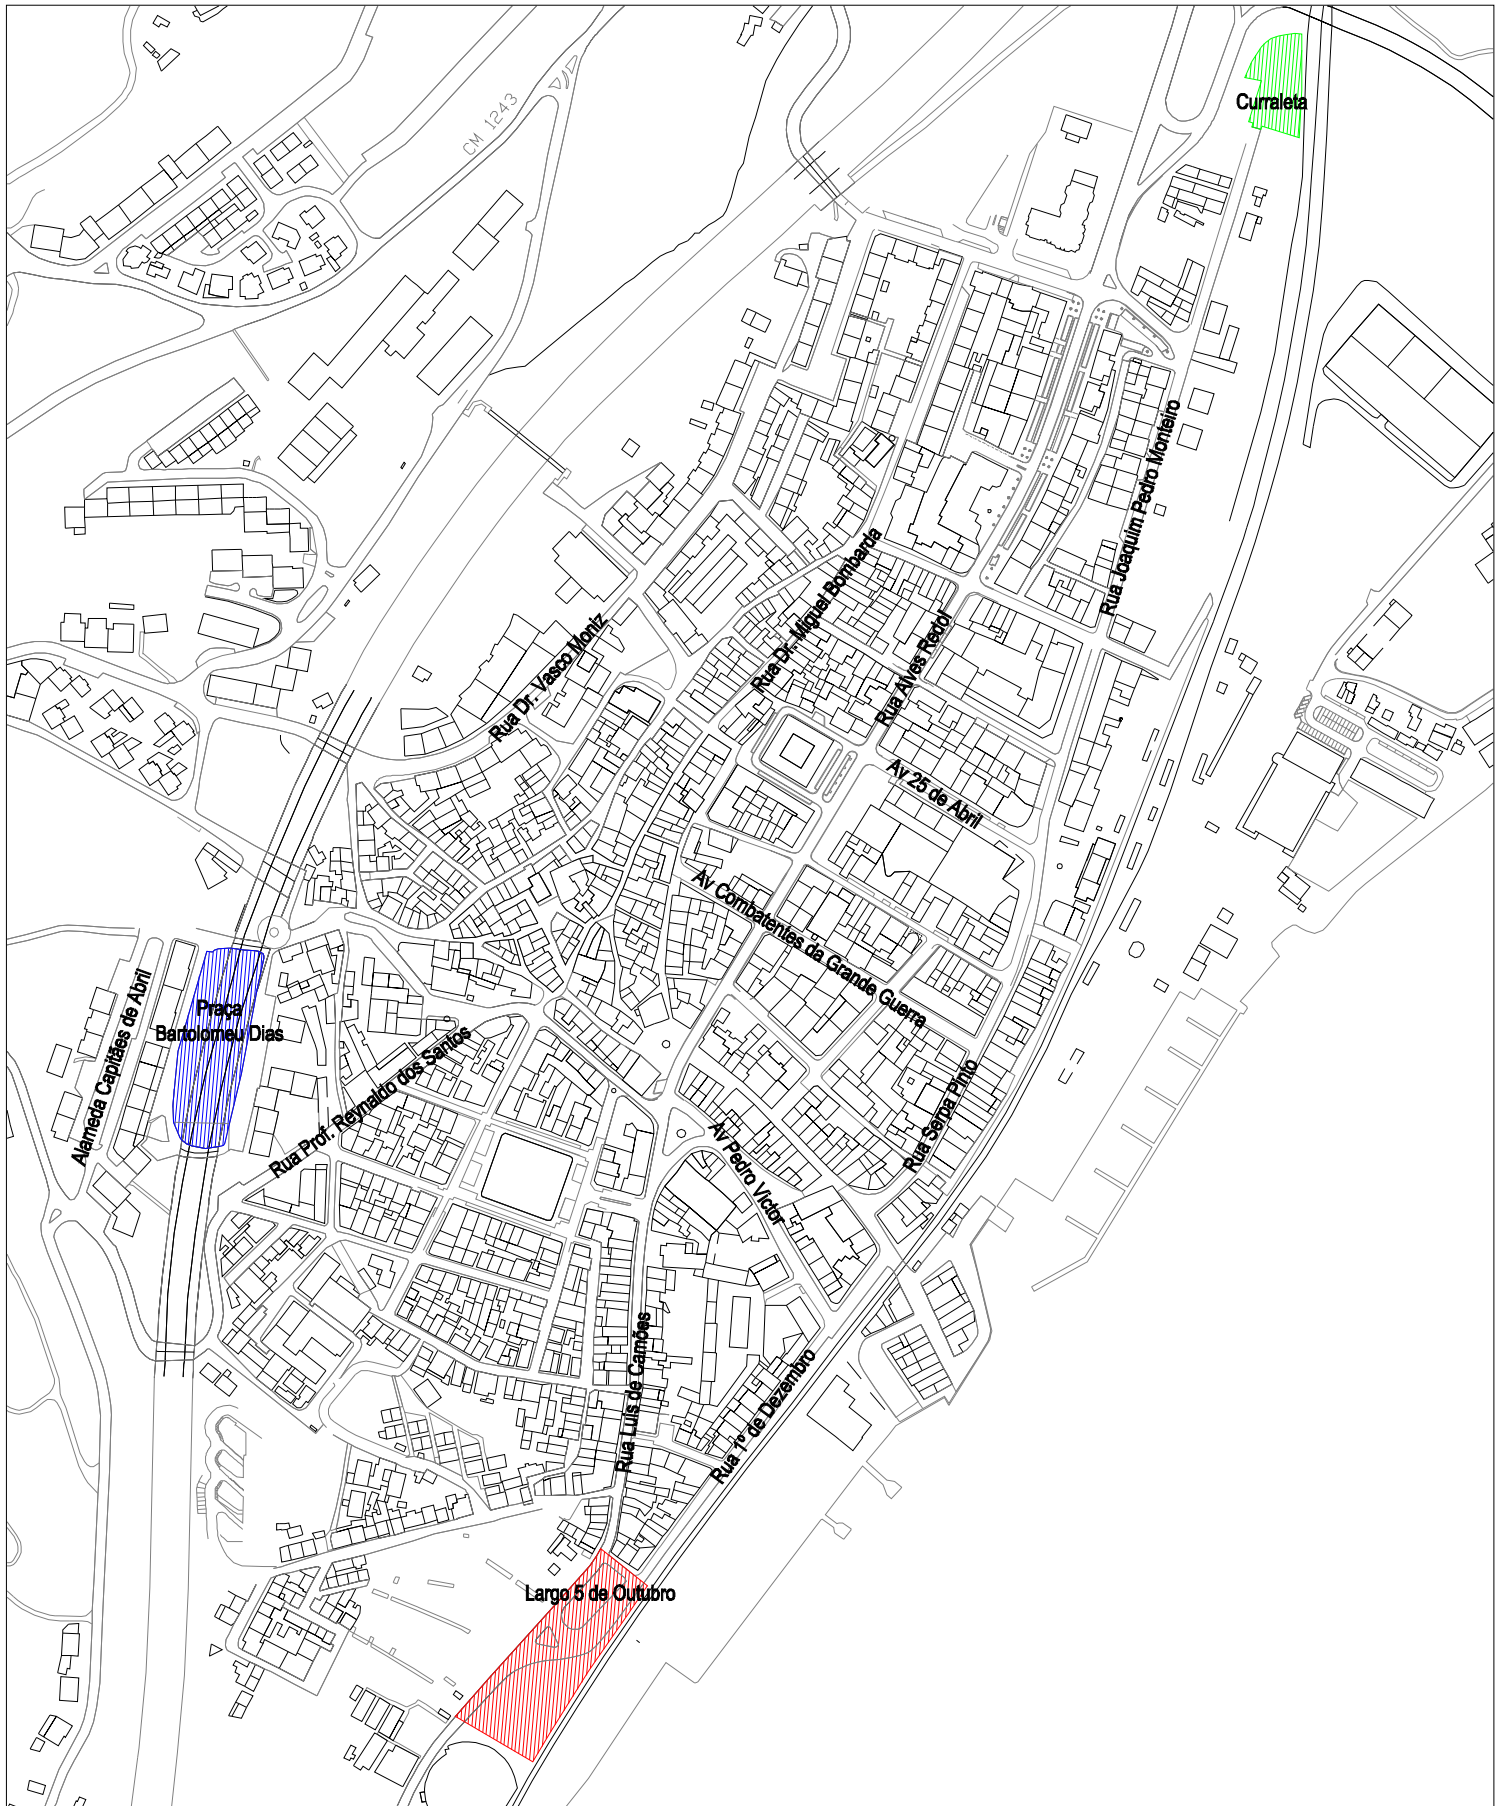 CM 1243
Curraleta
Rua Joaquim Pedro Monteiro
Rua Dr. Miguel Bombarda
Rua Alves Redol
Rua Dr. Vasco Moniz
Av 25 de Abril
Av Combatentes da Grande Guerra
Alameda Capitães de Abril
Praça
Bartolomeu Dias
Rua Prof. Reynaldo dos Santos
Rua Serpa Pinto
Av Pedro Victor
Rua Luís de Camões
Rua 1º de Dezembro
Largo 5 de Outubro